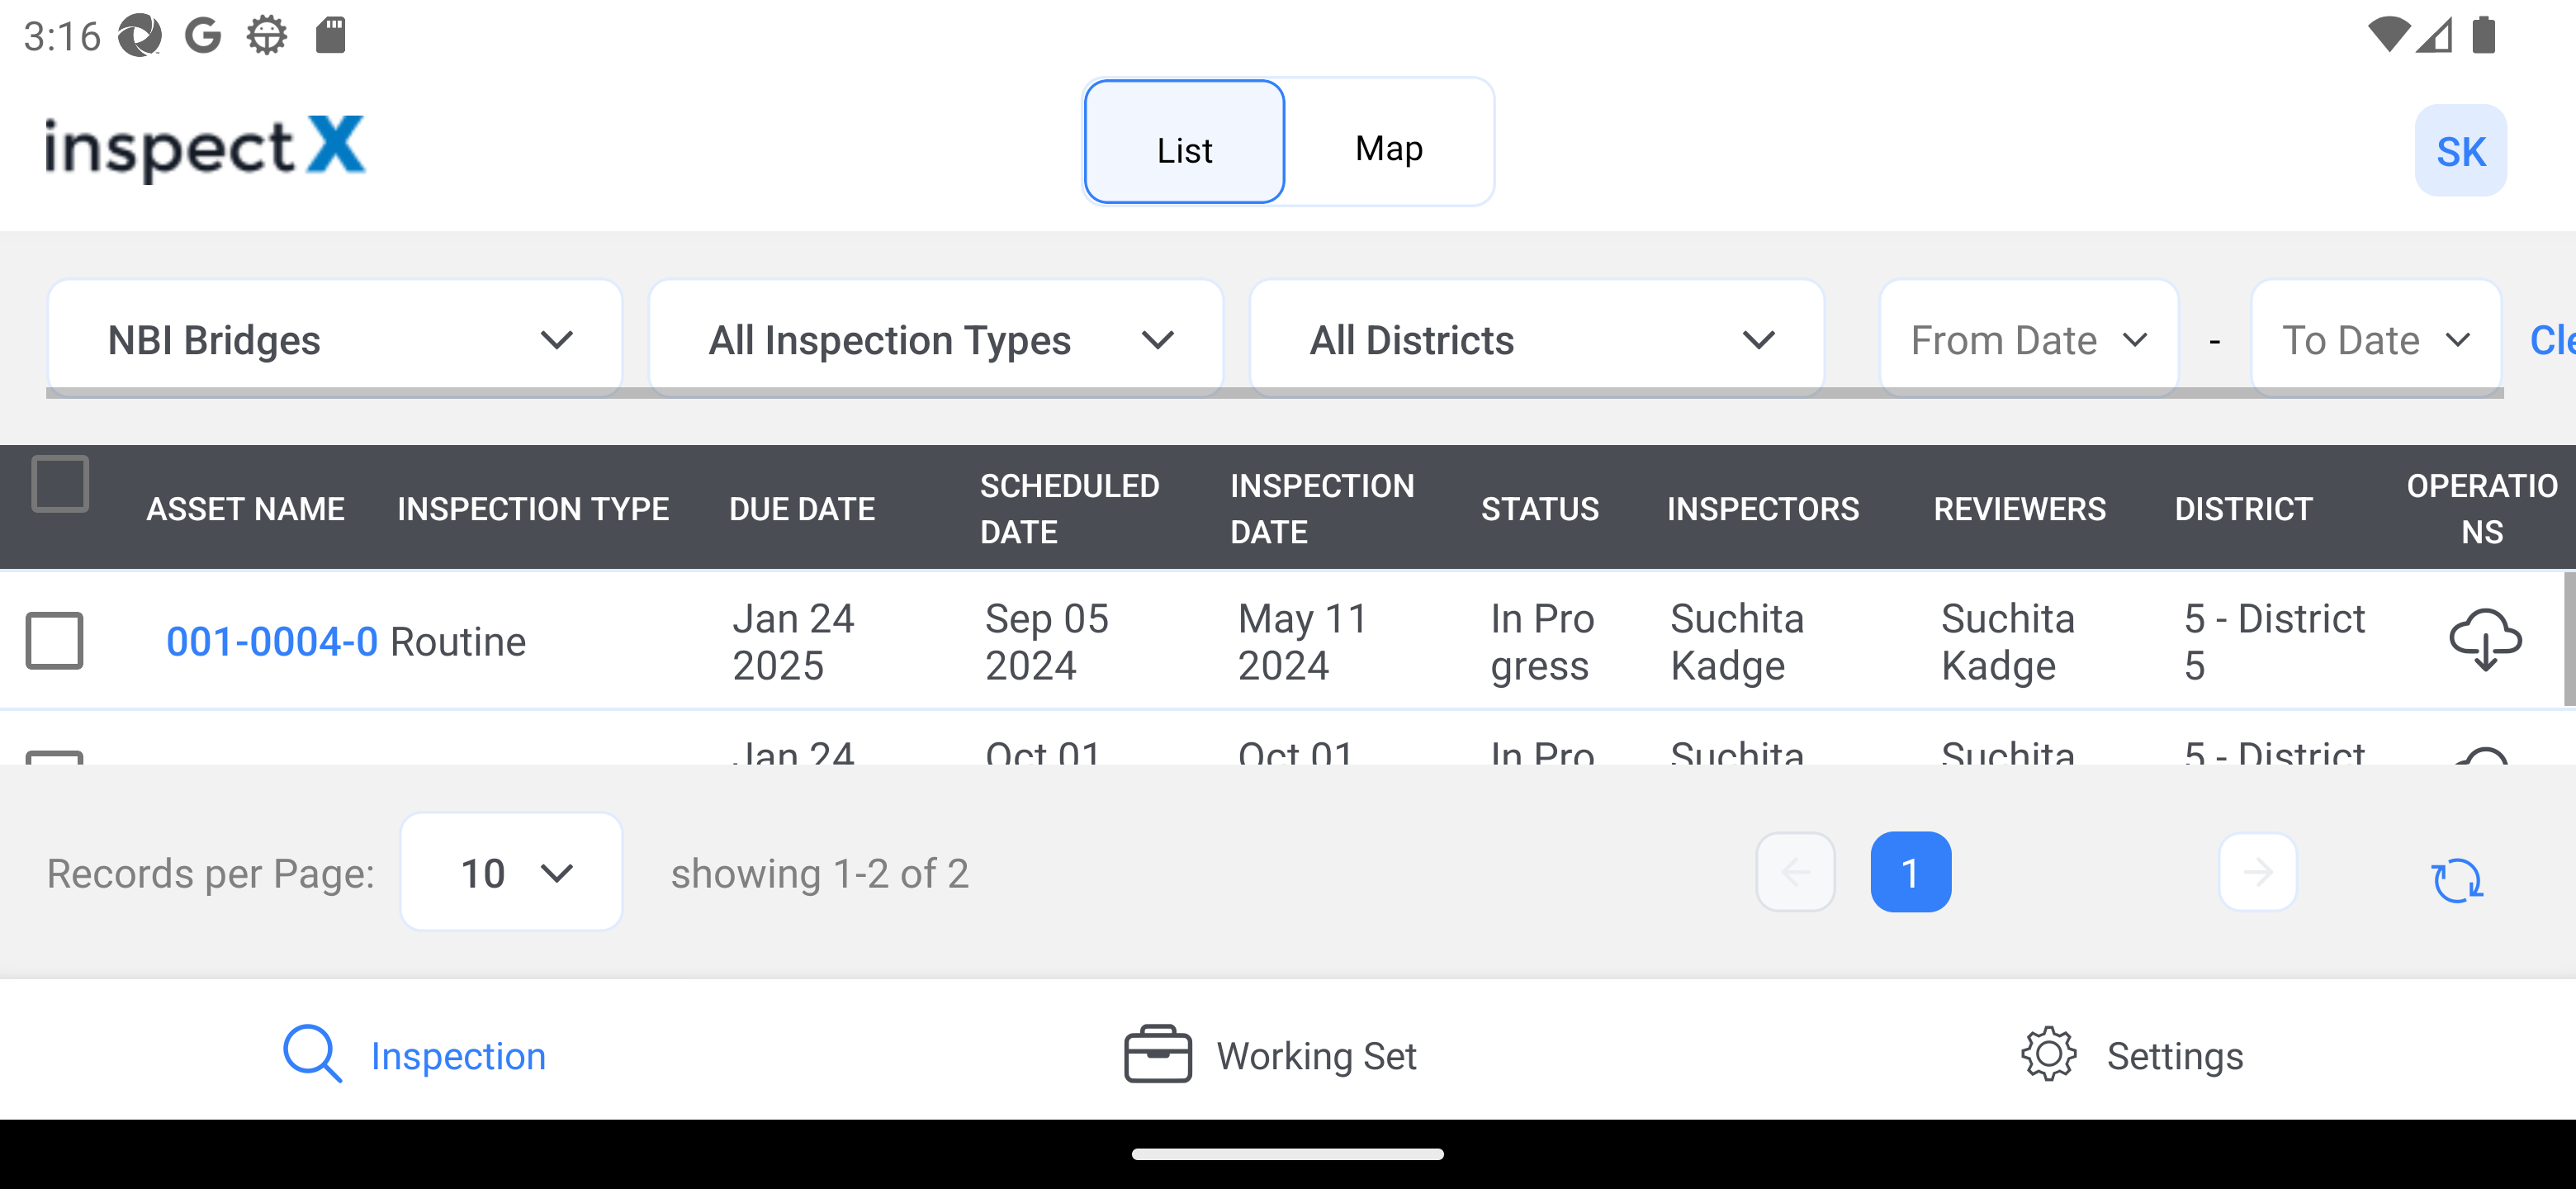 3:16
inspectX
List
Map
SK
NBI Bridges
All Inspection Types
All Districts
From Date
-
To Date
Cle
ASSET NAME INSPECTION TYPE DUE DATE SCHEDULED DATE INSPECTION DATE STATUS INSPECTORS REVIEWERS DISTRICT OPERATIO NS
001-0004-0 Routine Jan 24 2025 Sep 05 2024 May 11 2024 In Pro gress Suchita Kadge Suchita Kadge 5 - District 5
Jan 24 Oct 01 Oct 01 In Pro Suchita Suchita 5 - District
Records per Page: 10 showing 1-2 of 2
1
Inspection
Working Set
Settings